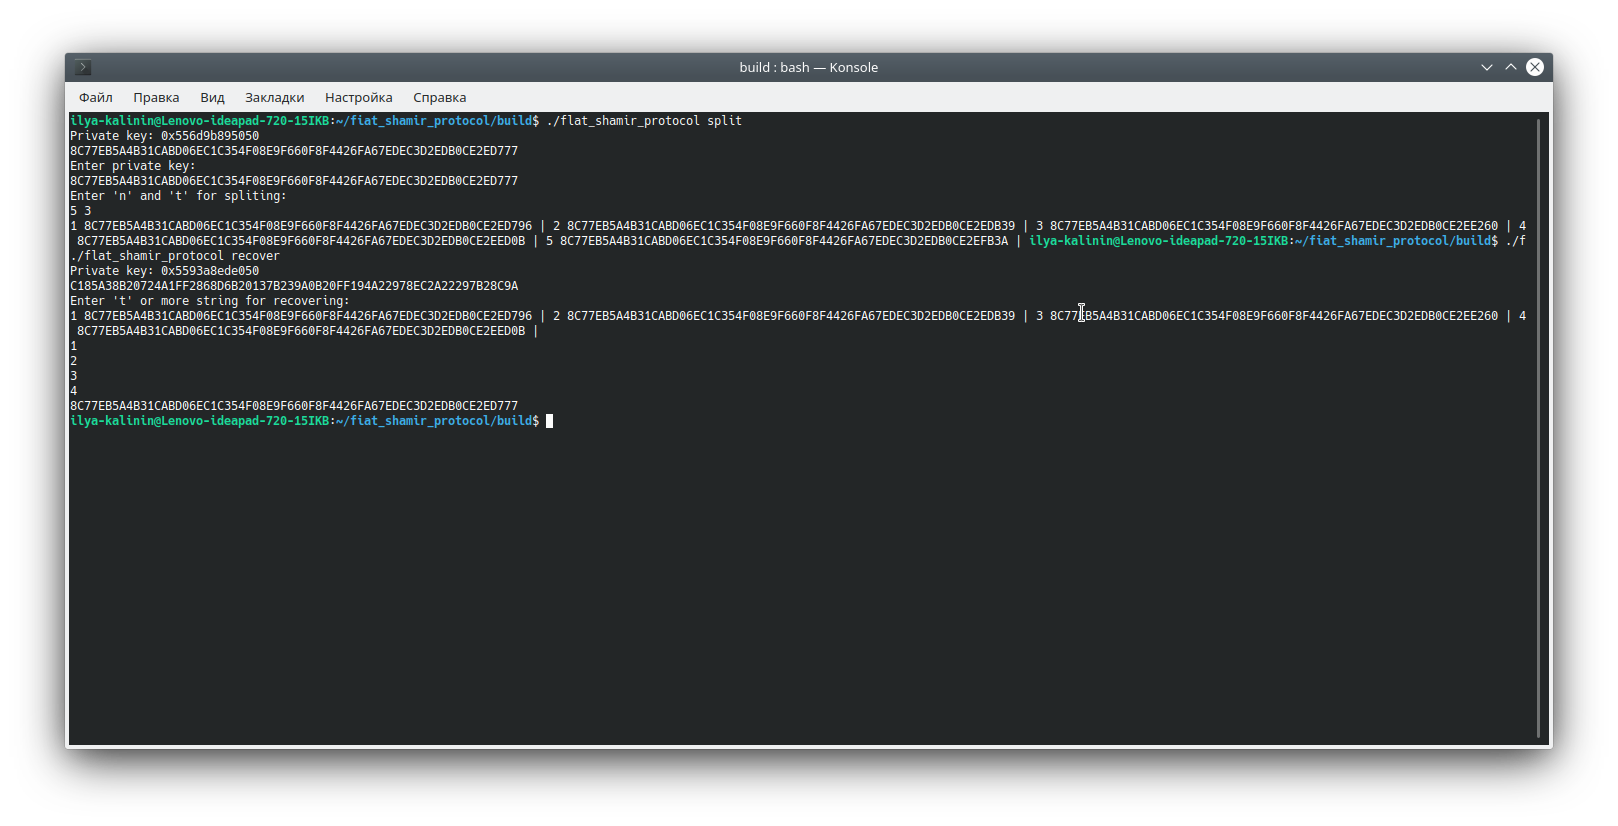 build : bash — Konsole
Файл Правка Вид Закладки Настройка Справка
ilya-kalinin@Lenovo-ideapad-720-15IKB:~/fiat_shamir_protocol/build$ ./flat_shamir_protocol split
Private key: 0x556d9b895050
8C77EB5A4B31CABD06EC1C354F08E9F660F8F4426FA67EDEC3D2EDB0CE2ED777
Enter private key:
8C77EB5A4B31CABD06EC1C354F08E9F660F8F4426FA67EDEC3D2EDB0CE2ED777
Enter 'n' and 't' for spliting:
5 3
1 8C77EB5A4B31CABD06EC1C354F08E9F660F8F4426FA67EDEC3D2EDB0CE2ED796 | 2 8C77EB5A4B31CABD06EC1C354F08E9F660F8F4426FA67EDEC3D2EDB0CE2EDB39 | 3 8C77EB5A4B31CABD06EC1C354F08E9F660F8F4426FA67EDEC3D2EDB0CE2EE260 | 4
8C77EB5A4B31CABD06EC1C354F08E9F660F8F4426FA67EDEC3D2EDB0CE2EED0B | 5 8C77EB5A4B31CABD06EC1C354F08E9F660F8F4426FA67EDEC3D2EDB0CE2EFB3A | ilya-kalinin@Lenovo-ideapad-720-15IKB:~/fiat_shamir_protocol/build$ ./f
./flat_shamir_protocol recover
Private key: 0x5593a8ede050
C185A38B20724A1FF2868D6B20137B239A0B20FF194A22978EC2A22297B28C9A
Enter 't' or more string for recovering:
1 8C77EB5A4B31CABD06EC1C354F08E9F660F8F4426FA67EDEC3D2EDB0CE2ED796 | 2 8C77EB5A4B31CABD06EC1C354F08E9F660F8F4426FA67EDEC3D2EDB0CE2EDB39 | 3 8C77EB5A4B31CABD06EC1C354F08E9F660F8F4426FA67EDEC3D2EDB0CE2EE260 | 4
8C77EB5A4B31CABD06EC1C354F08E9F660F8F4426FA67EDEC3D2EDB0CE2EED0B |
1
2
3
4
8C77EB5A4B31CABD06EC1C354F08E9F660F8F4426FA67EDEC3D2EDB0CE2ED777
ilya-kalinin@Lenovo-ideapad-720-15IKB:~/fiat_shamir_protocol/build$